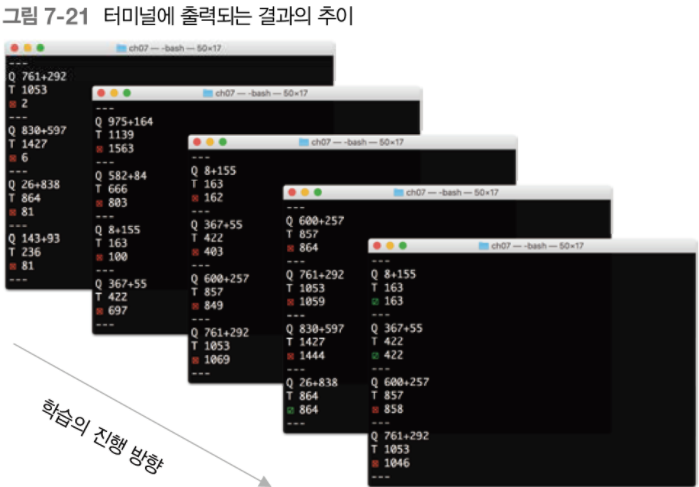 그림 7-21 터미널에 출력되는 결과의 추이
ch07 — -bash — 50×17
---
Q 761+292
T 1053
☒ 2
---
Q 830+597
T 1427
☒ 6
---
Q 26+838
T 864
☒ 81
---
Q 143+93
T 236
☒ 81
---
ch07 — -bash — 50×17
---
Q 975+164
T 1139
☒ 1563
---
Q 582+84
T 666
☒ 803
---
Q 8+155
T 163
☒ 100
---
Q 367+55
T 422
☒ 697
---
ch07 — -bash — 50×17
---
Q 8+155
T 163
☒ 162
---
Q 367+55
T 422
☒ 403
---
Q 600+257
T 857
☒ 849
---
Q 761+292
T 1053
☒ 1069
---
ch07 — -bash — 50×17
---
Q 600+257
T 857
☒ 864
---
Q 761+292
T 1053
☒ 1059
---
Q 830+597
T 1427
☒ 1444
---
Q 26+838
T 864
☑ 864
---
ch07 — -bash — 50×17
---
Q 8+155
T 163
☑ 163
---
Q 367+55
T 422
☑ 422
---
Q 600+257
T 857
☒ 858
---
Q 761+292
T 1053
☒ 1046
---
학습의 진행 방향